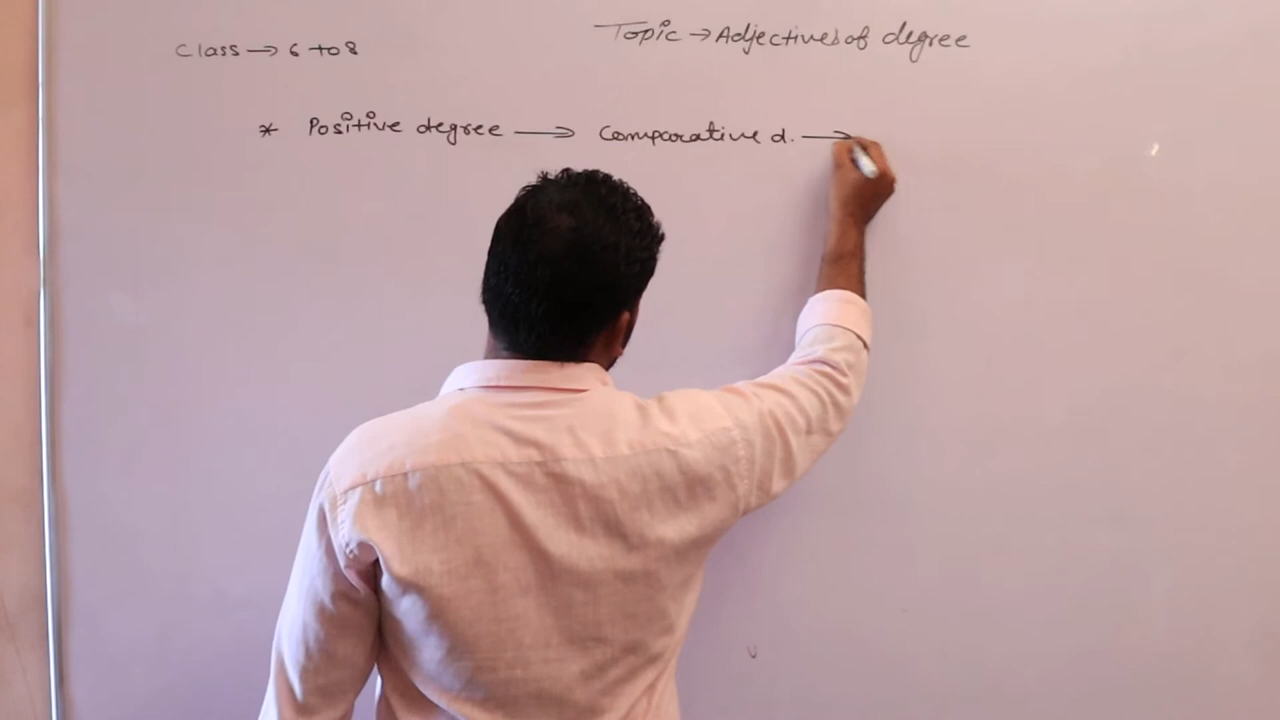 Class → 6 to 8
Topic → Adjectives of degree
* Positive degree → Comparative d. →